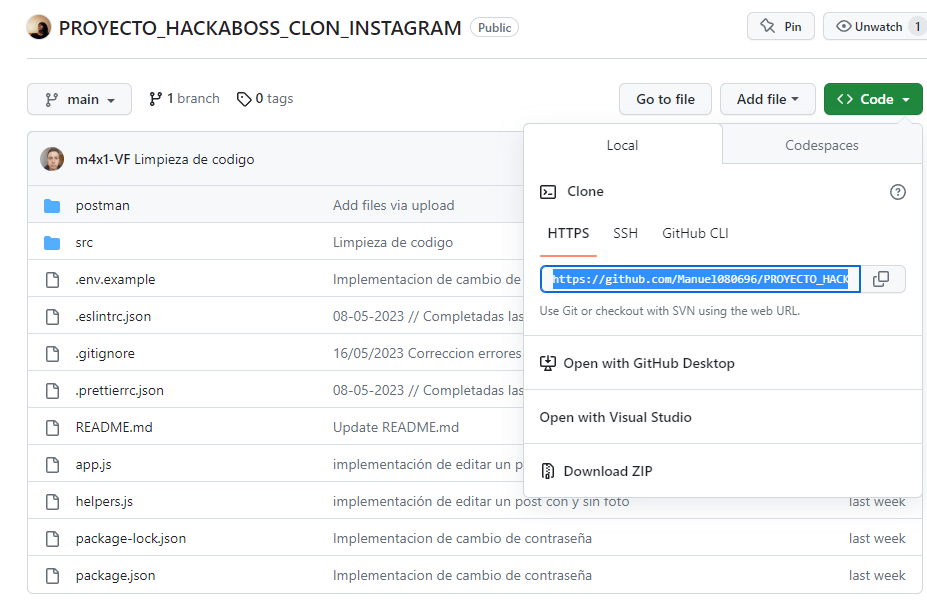 PROYECTO_HACKABOSS_CLON_INSTAGRAM Public Pin Unwatch 1
main 1 branch 0 tags Go to file Add file Code
Local Codespaces
m4x1-VF Limpieza de codigo
Clone
postman Add files via upload
HTTPS SSH GitHub CLI
src Limpieza de codigo
.env.example Implementacion de cambio de
https://github.com/Manuel080696/PROYECTO_HACK
.eslintrc.json 08-05-2023 // Completadas las
Use Git or checkout with SVN using the web URL.
.gitignore 16/05/2023 Correccion errores
Open with GitHub Desktop
.prettierrc.json 08-05-2023 // Completadas las
README.md Update README.md
Open with Visual Studio
app.js implementación de editar un p
Download ZIP
helpers.js implementación de editar un post con y sin foto last week
package-lock.json Implementacion de cambio de contraseña last week
package.json Implementacion de cambio de contraseña last week